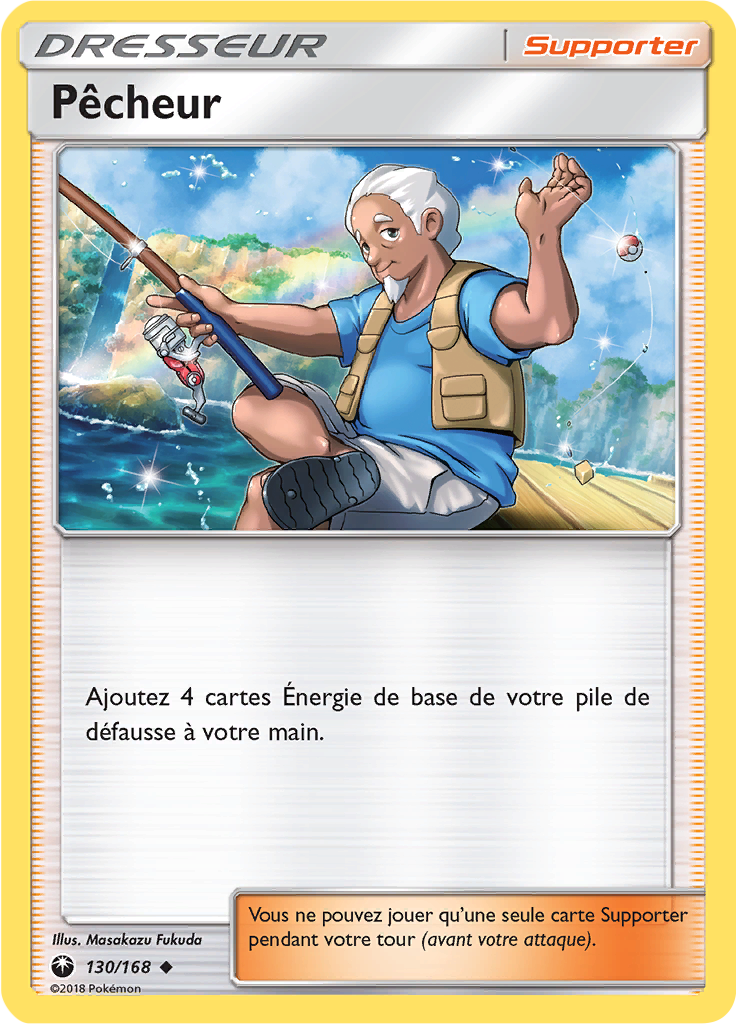 DRESSEUR
Supporter
Pêcheur
Ajoutez 4 cartes Énergie de base de votre pile de
défausse à votre main.
Vous ne pouvez jouer qu'une seule carte Supporter
pendant votre tour (avant votre attaque).
Illus. Masakazu Fukuda
130/168
©2018 Pokémon